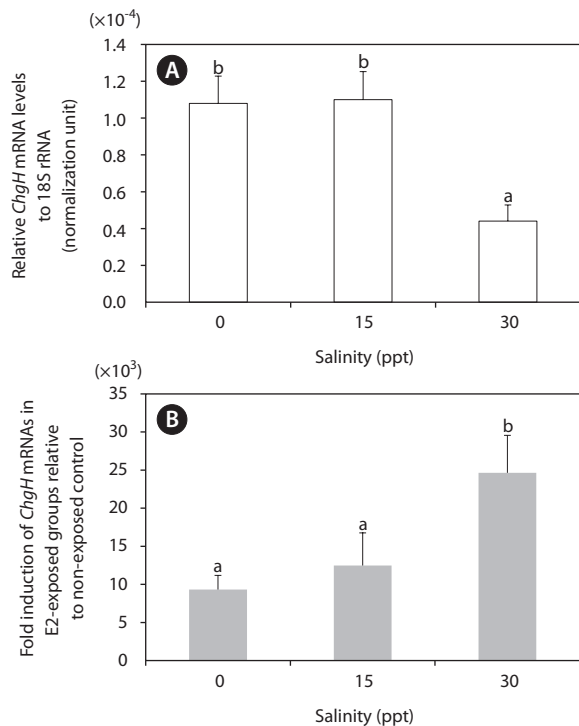 (×10⁻⁴)
A
Relative ChgH mRNA levels
to 18S rRNA
(normalization unit)
1.4
1.2
1.0
0.8
0.6
0.4
0.2
0.0
b
b
a
0 15 30
Salinity (ppt)
(×10³)
B
Fold induction of ChgH mRNAs in
E2-exposed groups relative
to non-exposed control
35
30
25
20
15
10
5
0
a
a
b
0 15 30
Salinity (ppt)